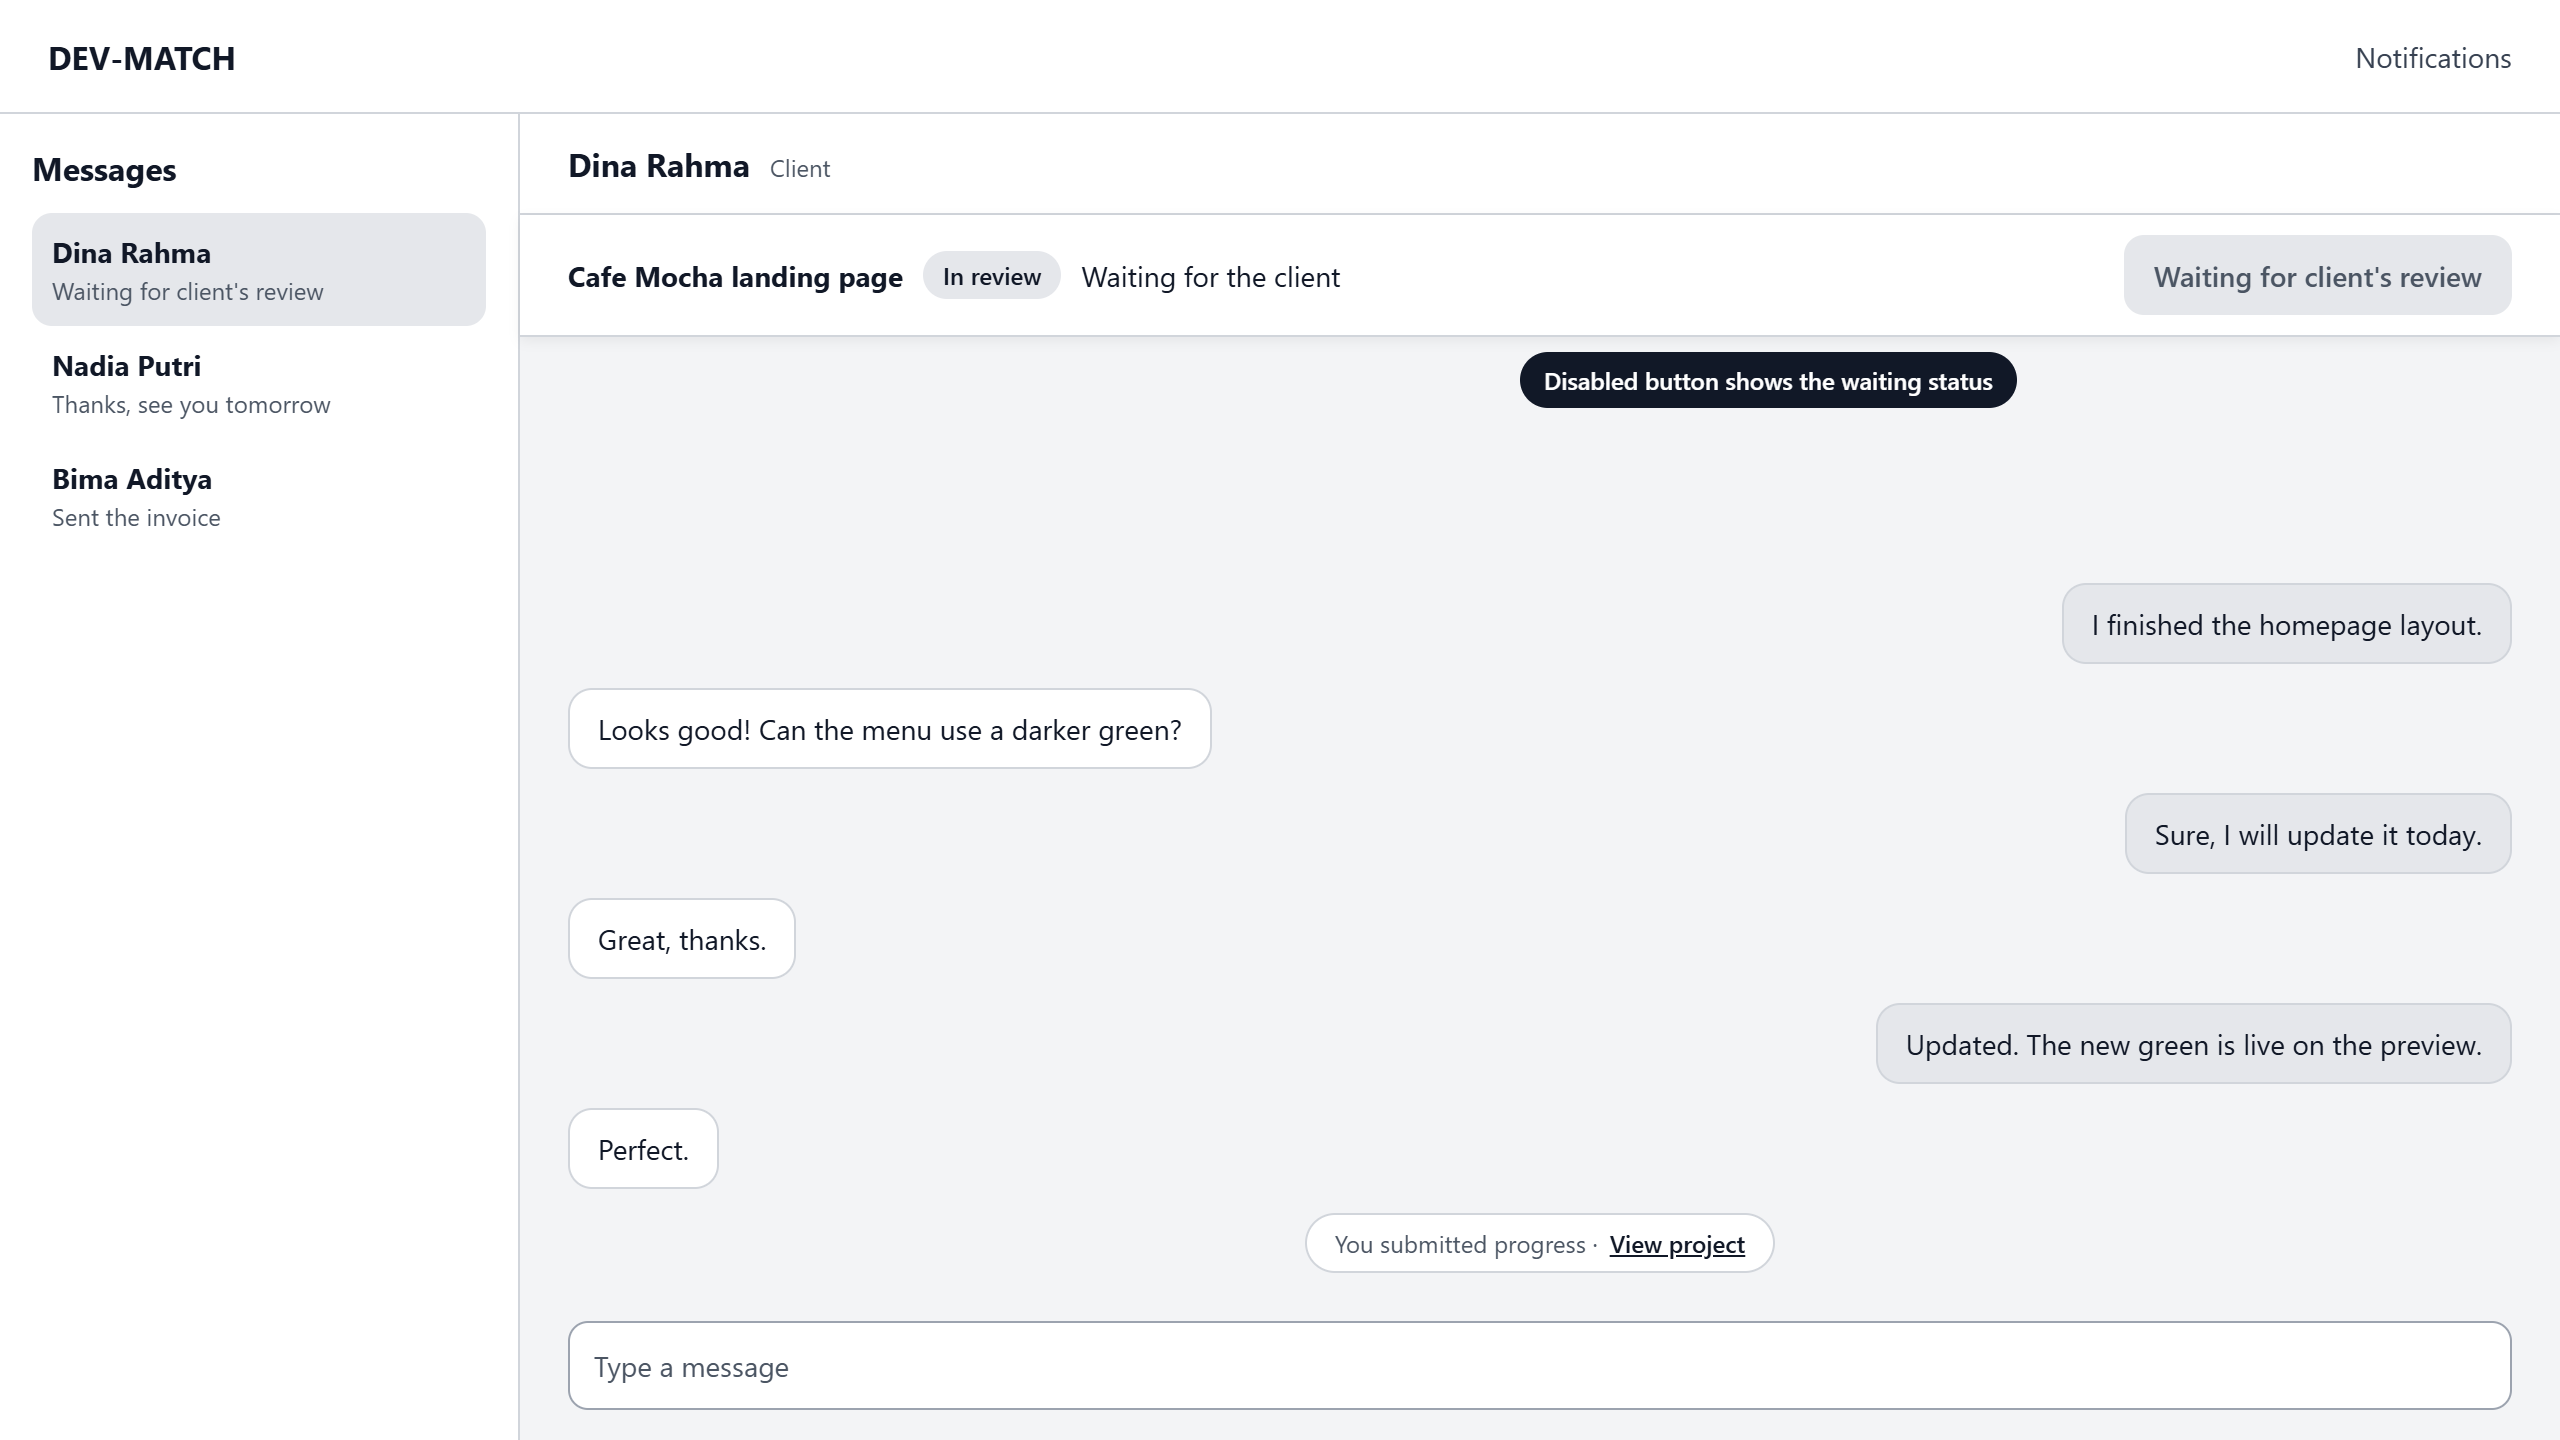 DEV-MATCH
Notifications
Messages
Dina Rahma
Waiting for client's review
Nadia Putri
Thanks, see you tomorrow
Bima Aditya
Sent the invoice
Dina Rahma Client
Cafe Mocha landing page In review Waiting for the client
Waiting for client's review
Disabled button shows the waiting status
I finished the homepage layout.
Looks good! Can the menu use a darker green?
Sure, I will update it today.
Great, thanks.
Updated. The new green is live on the preview.
Perfect.
You submitted progress · View project
Type a message